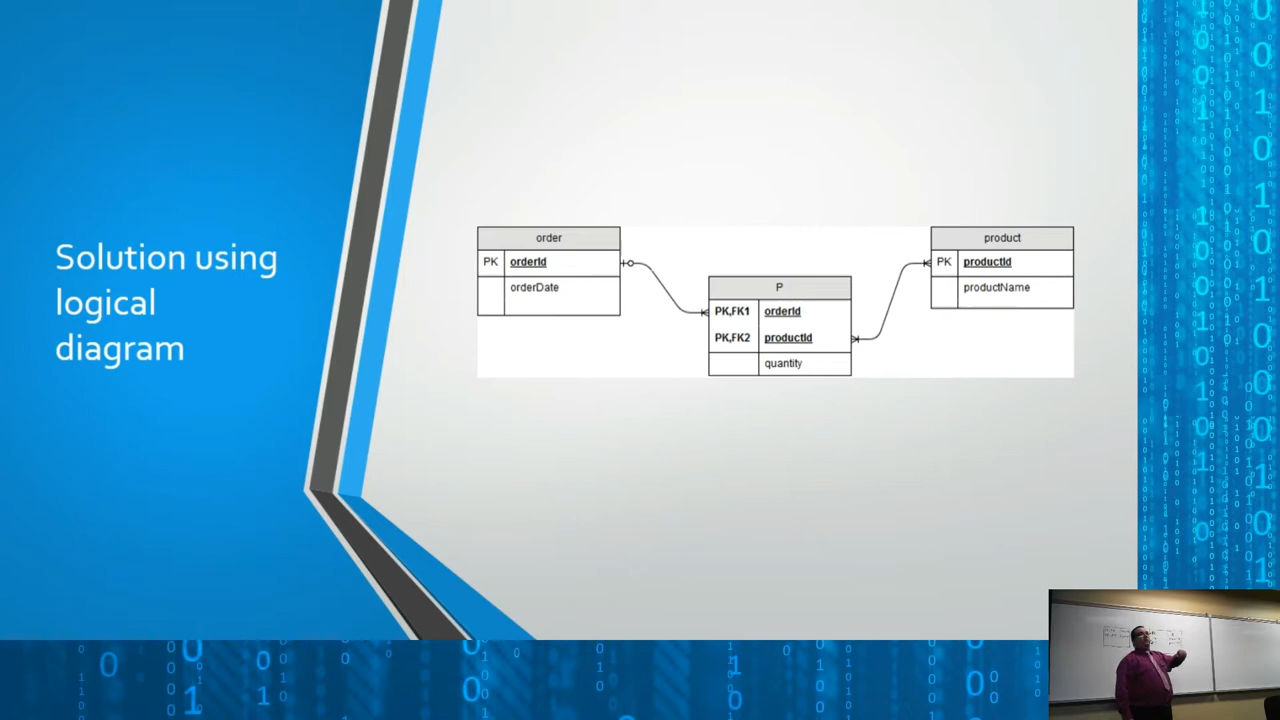 Solution using
logical
diagram
order
PK orderId
orderDate
P
PK,FK1 orderId
PK,FK2 productId
quantity
product
PK productId
productName